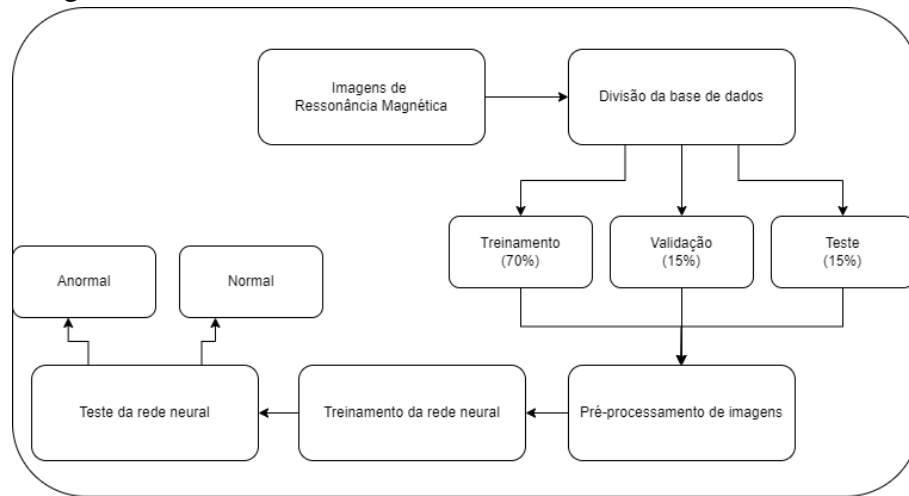 Imagens de
Ressonância Magnética
Divisão da base de dados
Treinamento
(70%)
Validação
(15%)
Teste
(15%)
Anormal
Normal
Teste da rede neural
Treinamento da rede neural
Pré-processamento de imagens